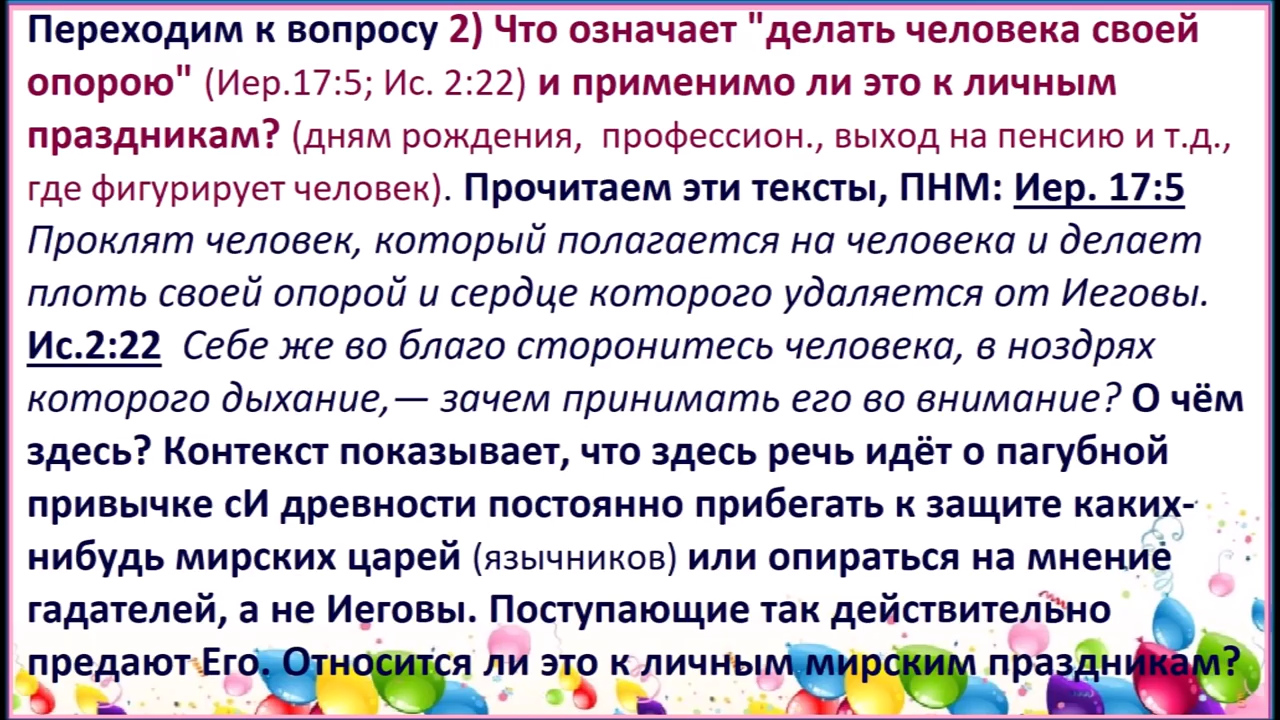 Переходим к вопросу 2) Что означает "делать человека своей
опорою" (Иер.17:5; Ис. 2:22) и применимо ли это к личным
праздникам? (дням рождения, профессион., выход на пенсию и т.д.,
где фигурирует человек). Прочитаем эти тексты, ПНМ: Иер. 17:5
Проклят человек, который полагается на человека и делает
плоть своей опорой и сердце которого удаляется от Иеговы.
Ис.2:22 Себе же во благо сторонитесь человека, в ноздрях
которого дыхание,— зачем принимать его во внимание? О чём
здесь? Контекст показывает, что здесь речь идёт о пагубной
привычке сИ древности постоянно прибегать к защите каких-
нибудь мирских царей (язычников) или опираться на мнение
гадателей, а не Иеговы. Поступающие так действительно
предают Его. Относится ли это к личным мирским праздникам?